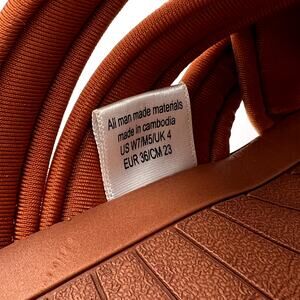 All man made materials
made in cambodia
US W7/M5/UK 4
EUR 36/CM 23